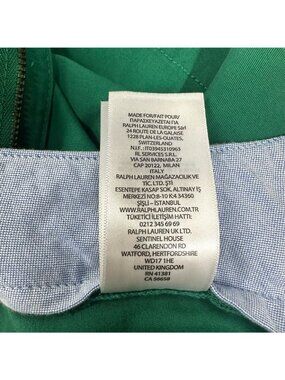 MADE FOR/FAIT POUR/
ΠΑΡΑΣΚΕΥΑΖΕΤΑΙ ΓΙΑ
RALPH LAUREN EUROPE Sàrl
24 ROUTE DE LA GALAISE
1228 PLAN-LES-OUATES,
SWITZERLAND
N.I.F. :IT03945310963
RL SERVICES S.R.L.
VIA SAN BARNABA 27
CAP 20122, MILAN
ITALY
RALPH LAUREN MAĞAZACILIK VE
TİC. LTD. ŞTİ
ESENTEPE KASAP SOK. ALTINAY İŞ
MERKEZİ NO:8-10 K:4 34360
ŞİŞLİ - İSTANBUL
WWW.RALPHLAUREN.COM.TR
TÜKETİCİ İLETİŞİM HATTI:
0212 345 69 69
RALPH LAUREN UK LTD.
SENTINEL HOUSE
46 CLARENDON RD
WATFORD, HERTFORDSHIRE
WD17 1HE
UNITED KINGDOM
RN 41381
CA 56658